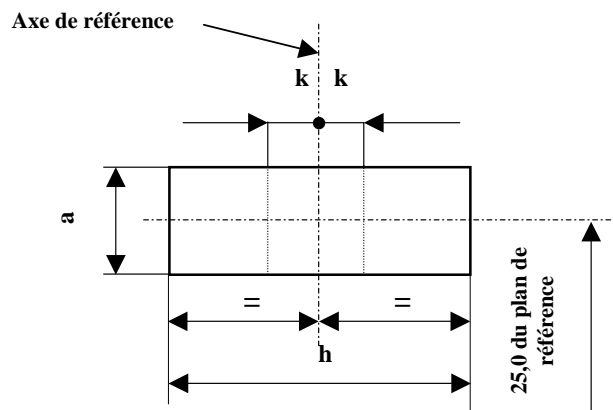 Axe de référence
k k
a
= =
h
25,0 du plan de
référence